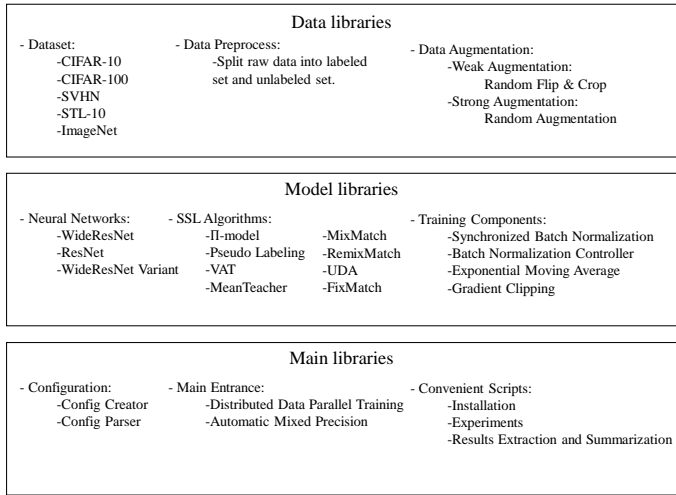 Data libraries
- Dataset:
-CIFAR-10
-CIFAR-100
-SVHN
-STL-10
-ImageNet
- Data Preprocess:
-Split raw data into labeled
set and unlabeled set.
- Data Augmentation:
-Weak Augmentation:
Random Flip & Crop
-Strong Augmentation:
Random Augmentation
Model libraries
- Neural Networks:
-WideResNet
-ResNet
-WideResNet Variant
- SSL Algorithms:
-Π-model
-Pseudo Labeling
-VAT
-MeanTeacher
-MixMatch
-RemixMatch
-UDA
-FixMatch
- Training Components:
-Synchronized Batch Normalization
-Batch Normalization Controller
-Exponential Moving Average
-Gradient Clipping
Main libraries
- Configuration:
-Config Creator
-Config Parser
- Main Entrance:
-Distributed Data Parallel Training
-Automatic Mixed Precision
- Convenient Scripts:
-Installation
-Experiments
-Results Extraction and Summarization